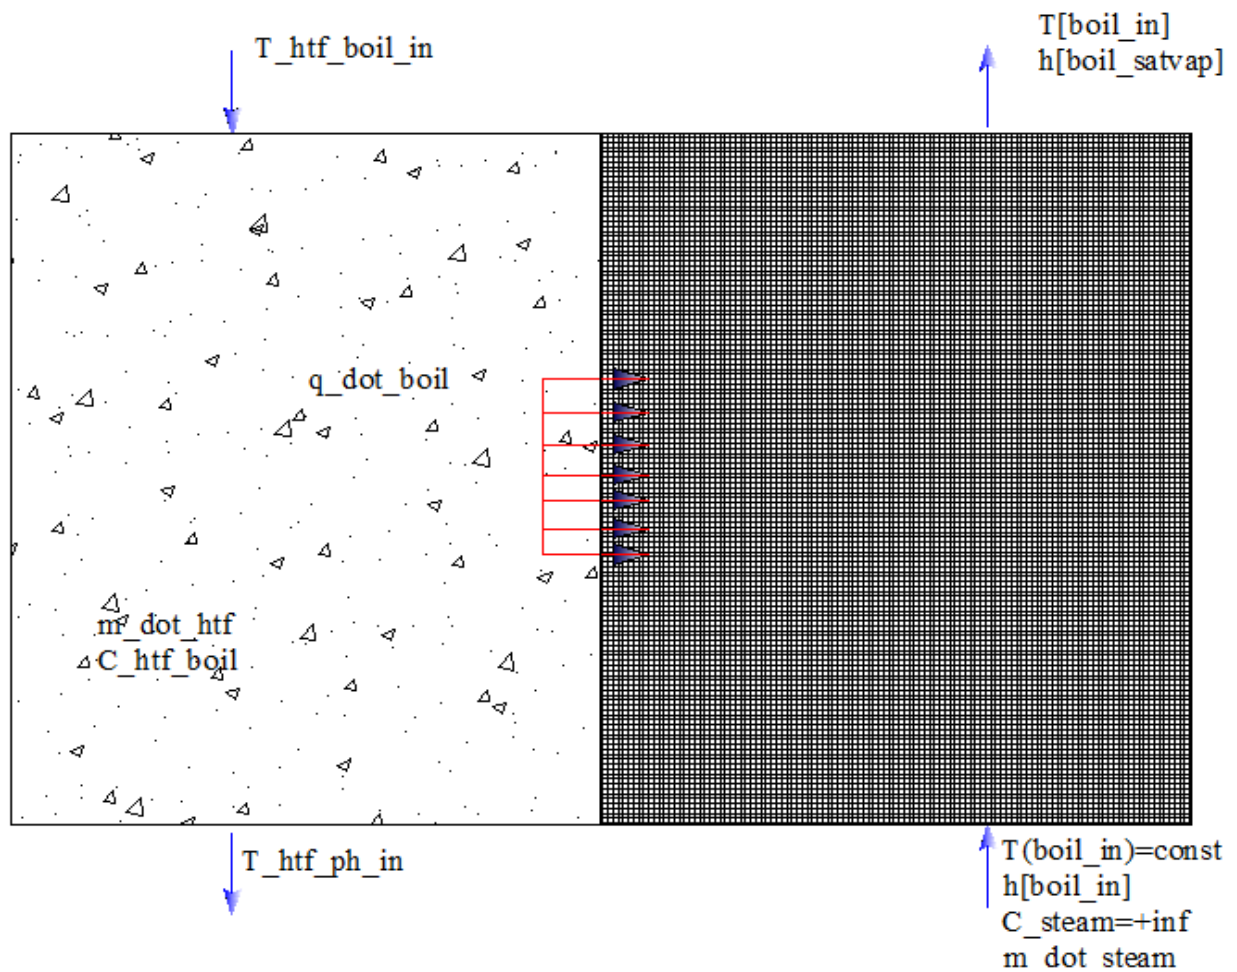 T_htf_boil_in
T[boil_in]
h[boil_satvap]
q_dot_boil
m_dot_htf
C_htf_boil
T_htf_ph_in
T(boil_in)=const
h[boil_in]
C_steam=+inf
m_dot_steam